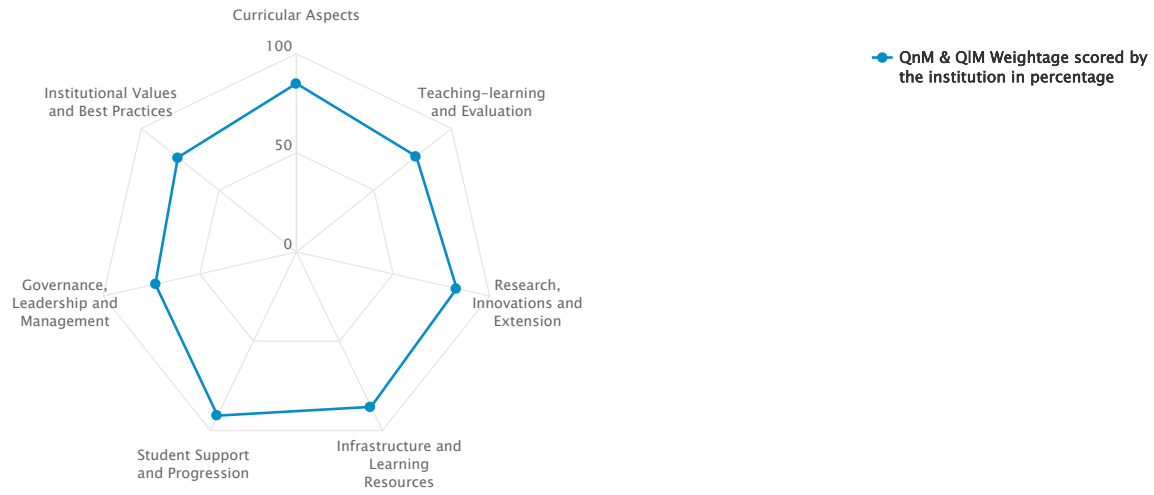 Curricular Aspects
100
50
0
Teaching-learning
and Evaluation
Research,
Innovations and
Extension
Infrastructure and
Learning
Resources
Student Support
and Progression
Governance,
Leadership and
Management
Institutional Values
and Best Practices
QnM & QlM Weightage scored by
the institution in percentage